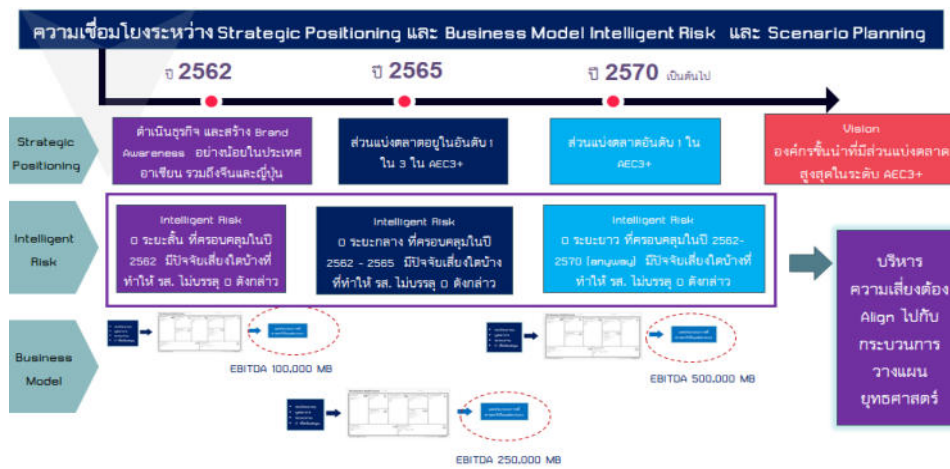 ความเชื่อมโยงระหว่าง Strategic Positioning และ Business Model Intelligent Risk และ Scenario Planning
ปี 2562
ปี 2565
ปี 2570 เป็นต้นไป
Strategic
Positioning
ดำเนินธุรกิจ และสร้าง Brand
Awareness อย่างน้อยในประเทศ
อาเซียน รวมถึงจีนและญี่ปุ่น
ส่วนแบ่งตลาดอยู่ในอันดับ 1
ใน 3 ใน AEC3+
ส่วนแบ่งตลาดอันดับ 1 ใน
AEC3+
Vision
องค์กรชั้นนำที่มีส่วนแบ่งตลาด
สูงสุดในระดับ AEC3+
Intelligent
Risk
Intelligent Risk
ระยะสั้น ที่ครอบคลุมในปี
2562 มีปัจจัยเสี่ยงใดบ้างที่
ทำให้ รส. ไม่บรรลุ ดังกล่าว
Intelligent Risk
ระยะกลาง ที่ครอบคลุมในปี
2562 - 2565 มีปัจจัยเสี่ยงใดบ้าง
ที่ทำให้ รส. ไม่บรรลุ ดังกล่าว
Intelligent Risk
ระยะยาว ที่ครอบคลุมในปี 2562-
2570 (anyway) มีปัจจัยเสี่ยงใดบ้างที่
ทำให้ รส. ไม่บรรลุ ดังกล่าว
บริหาร
ความเสี่ยงต้อง
Align ไปกับ
กระบวนการ
วางแผน
ยุทธศาสตร์
Business
Model
EBITDA 100,000 MB
EBITDA 500,000 MB
EBITDA 250,000 MB